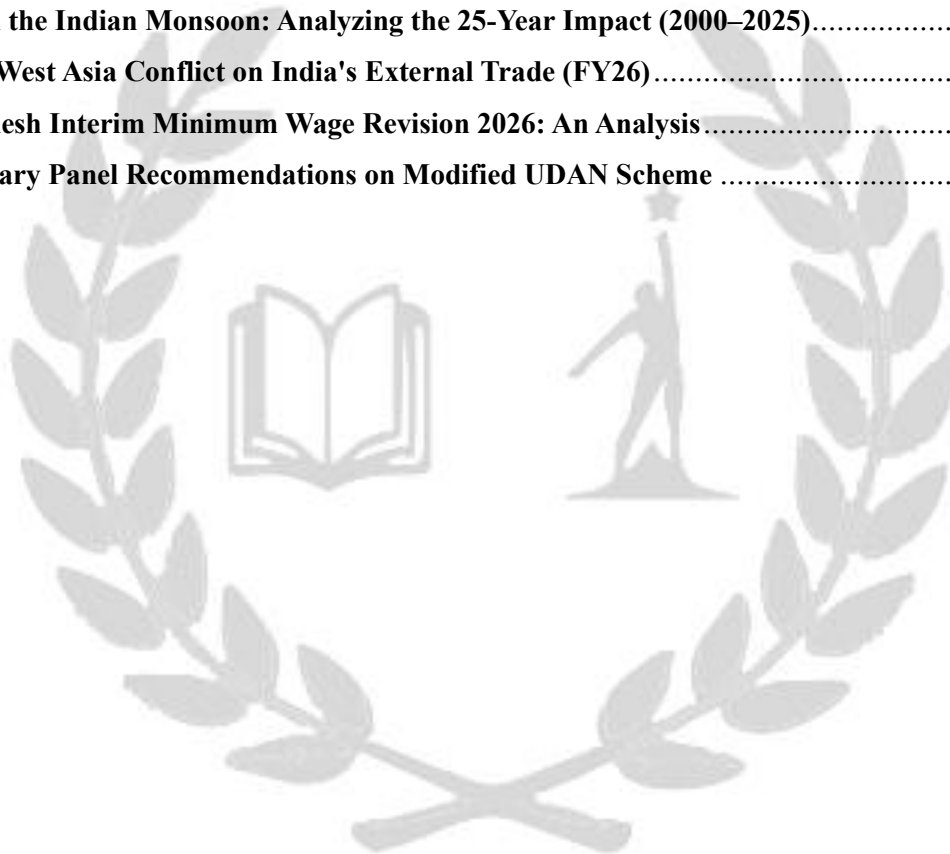 the Indian Monsoon: Analyzing the 25-Year Impact (2000–2025)..................
West Asia Conflict on India's External Trade (FY26)....................................
esh Interim Minimum Wage Revision 2026: An Analysis..............................
ary Panel Recommendations on Modified UDAN Scheme ............................